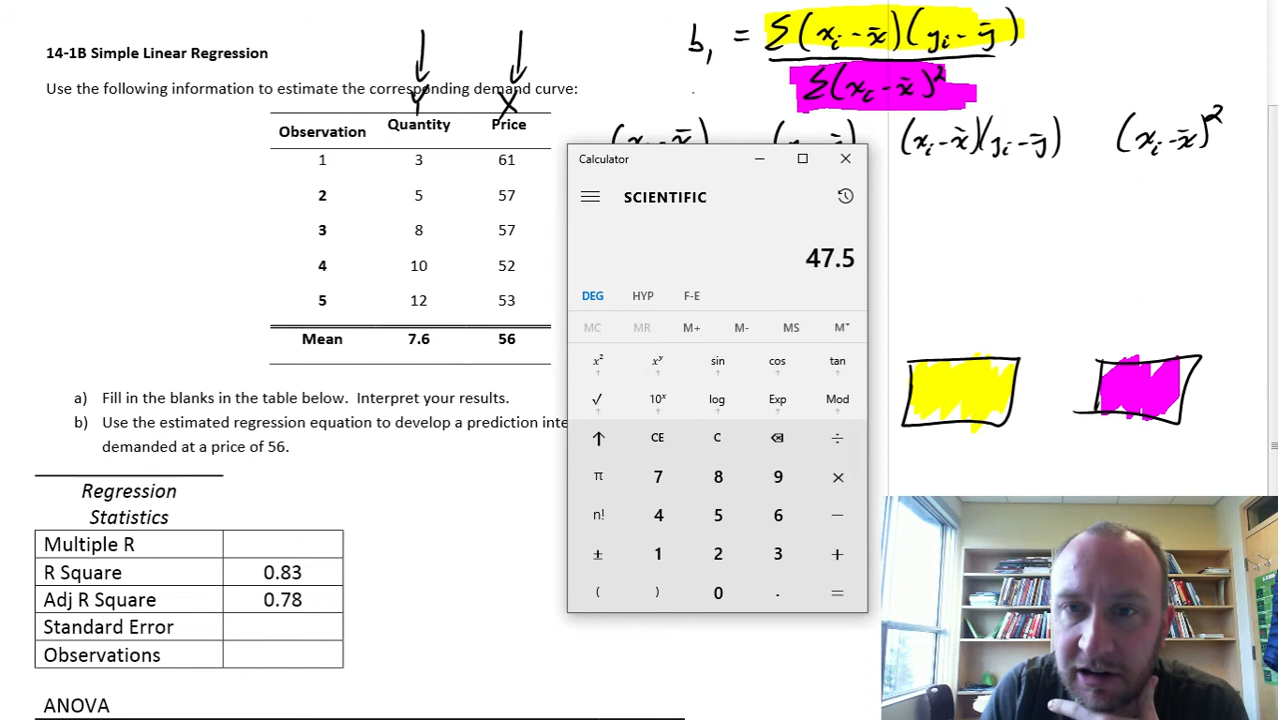 14-1B Simple Linear Regression
b₁ = Σ(xᵢ-x̄)(yᵢ-ȳ)
Σ(xᵢ-x̄)²
Use the following information to estimate the corresponding demand curve:
Y X
Observation Quantity Price
(xᵢ-x̄) (yᵢ-ȳ) (xᵢ-x̄)(yᵢ-ȳ) (xᵢ-x̄)²
1 3 61
2 5 57
3 8 57
4 10 52
5 12 53
Mean 7.6 56
a) Fill in the blanks in the table below. Interpret your results.
b) Use the estimated regression equation to develop a prediction
demanded at a price of 56.
Regression
Statistics
Multiple R
R Square 0.83
Adj R Square 0.78
Standard Error
Observations
ANOVA
Calculator
SCIENTIFIC
47.5
DEG HYP F-E
MC MR M+ M- MS M˅
x² xʸ sin cos tan
√ 10ˣ log Exp Mod
↑ CE C ⌫ ÷
π 7 8 9 ×
n! 4 5 6 −
± 1 2 3 +
( ) 0 . =